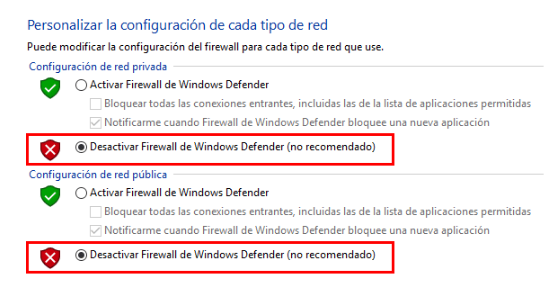 Personalizar la configuración de cada tipo de red
Puede modificar la configuración del firewall para cada tipo de red que use.
Configuración de red privada
Activar Firewall de Windows Defender
Bloquear todas las conexiones entrantes, incluidas las de la lista de aplicaciones permitidas
Notificarme cuando Firewall de Windows Defender bloquee una nueva aplicación
Desactivar Firewall de Windows Defender (no recomendado)
Configuración de red pública
Activar Firewall de Windows Defender
Bloquear todas las conexiones entrantes, incluidas las de la lista de aplicaciones permitidas
Notificarme cuando Firewall de Windows Defender bloquee una nueva aplicación
Desactivar Firewall de Windows Defender (no recomendado)